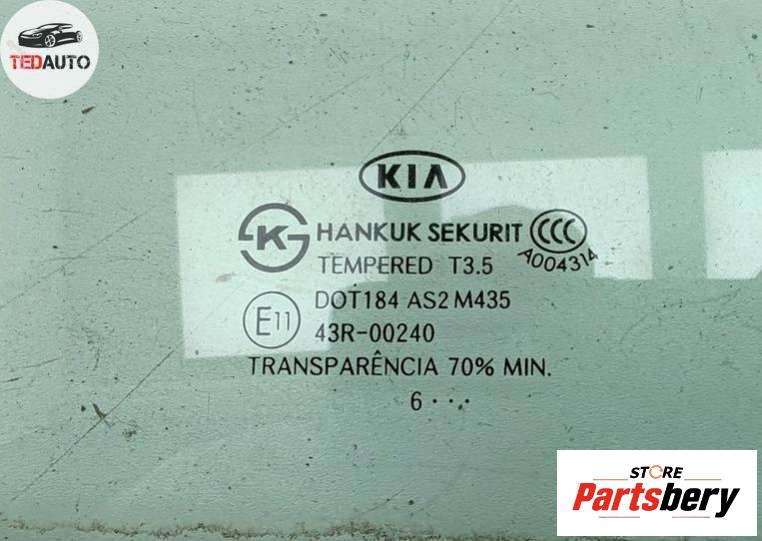 TEDAUTO
KIA
K
HANKUK SEKURIT CCC
TEMPERED T3.5 A004314
DOT184 AS2 M435
E11
43R-00240
TRANSPARÊNCIA 70% MIN.
6 · · ·
STORE
Partsbery